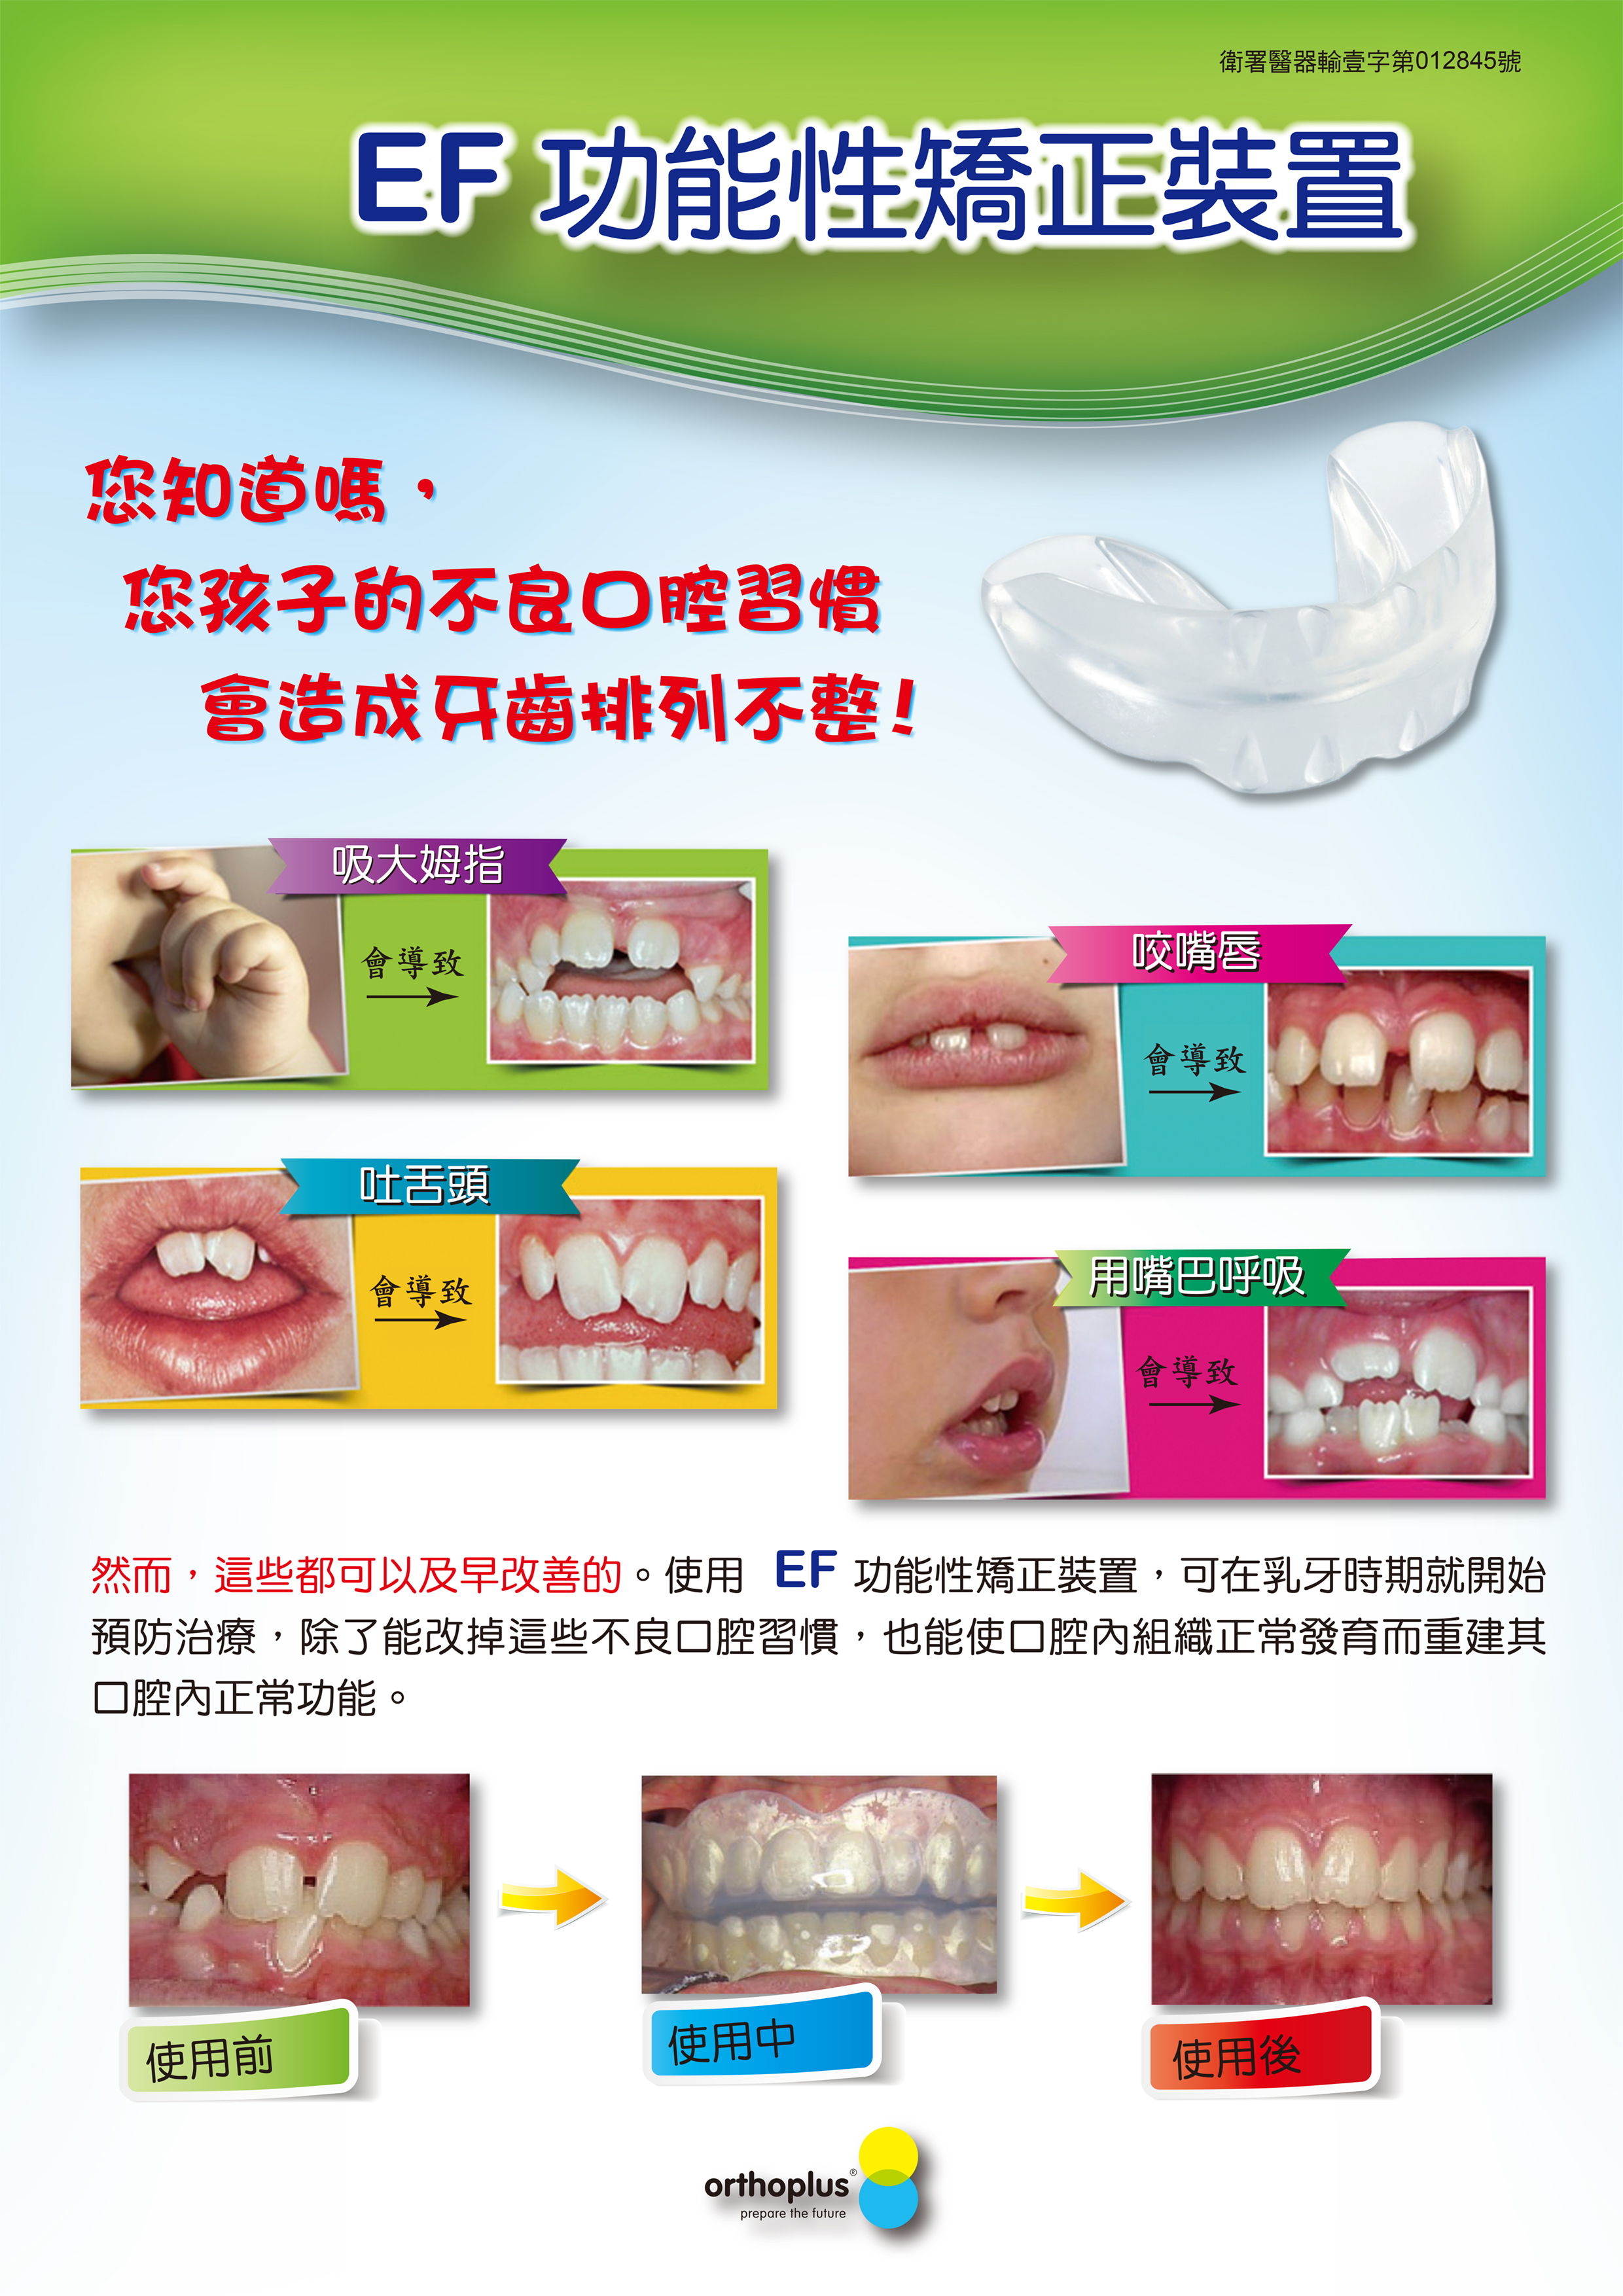 衛署醫器輸壹字第012845號
EF 功能性矯正裝置
您知道嗎，
您孩子的不良口腔習慣
會造成牙齒排列不整！
吸大姆指
會導致
咬嘴唇
會導致
吐舌頭
會導致
用嘴巴呼吸
會導致
然而，這些都可以及早改善的。使用 EF 功能性矯正裝置，可在乳牙時期就開始
預防治療，除了能改掉這些不良口腔習慣，也能使口腔內組織正常發育而重建其
口腔內正常功能。
使用前
使用中
使用後
orthoplus®
prepare the future